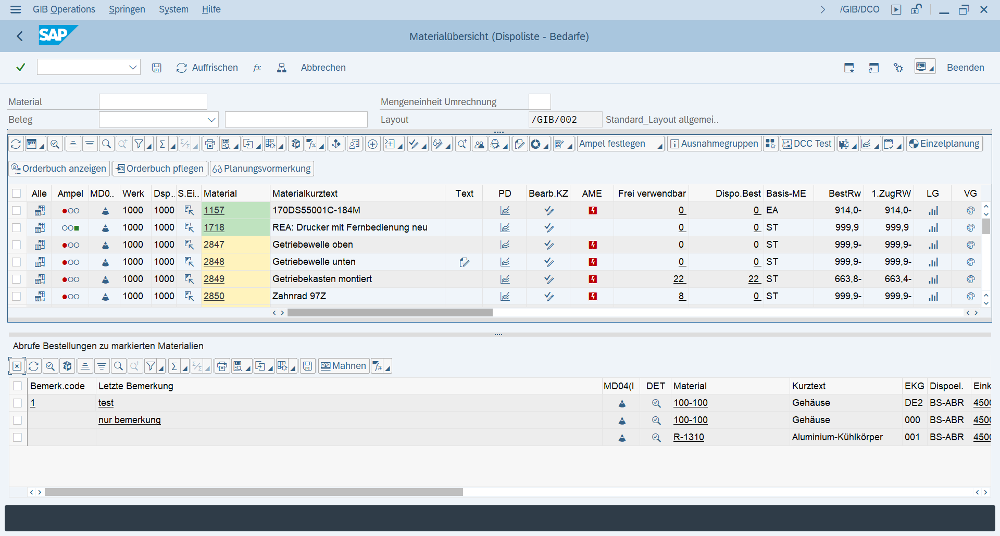 GIB Operations Springen System Hilfe /GIB/DCO
SAP Materialübersicht (Dispoliste - Bedarfe)
Auffrischen fx Abbrechen Beenden
Material Mengeneinheit Umrechnung
Beleg Layout /GIB/002 Standard_Layout allgemei...
Ampel festlegen Ausnahmegruppen DCC Test Einzelplanung
Orderbuch anzeigen Orderbuch pflegen Planungsvormerkung
Alle Ampel MD0... Werk Dsp... S.Ei... Material Materialkurztext Text PD Bearb.KZ AME Frei verwendbar Dispo.Best Basis-ME BestRw 1.ZugRW LG VG
1000 1000 1157 170DS55001C-184M 0 0 EA 914,0- 914,0-
1000 1000 1718 REA: Drucker mit Fernbedienung neu 0 0 ST 999,9 999,9
1000 1000 2847 Getriebewelle oben 0 0 ST 999,9- 999,9-
1000 1000 2848 Getriebewelle unten 0 0 ST 999,9- 999,9-
1000 1000 2849 Getriebekasten montiert 22 22 ST 663,8- 663,4-
1000 1000 2850 Zahnrad 97Z 8 0 ST 999,9- 999,9-
Abrufe Bestellungen zu markierten Materialien
Mahnen
Bemerk.code Letzte Bemerkung MD04(l... DET Material Kurztext EKG Dispoel. Eink
1 test 100-100 Gehäuse DE2 BS-ABR 4500
nur bemerkung 100-100 Gehäuse 000 BS-ABR 4500
R-1310 Aluminium-Kühlkörper 001 BS-ABR 4500